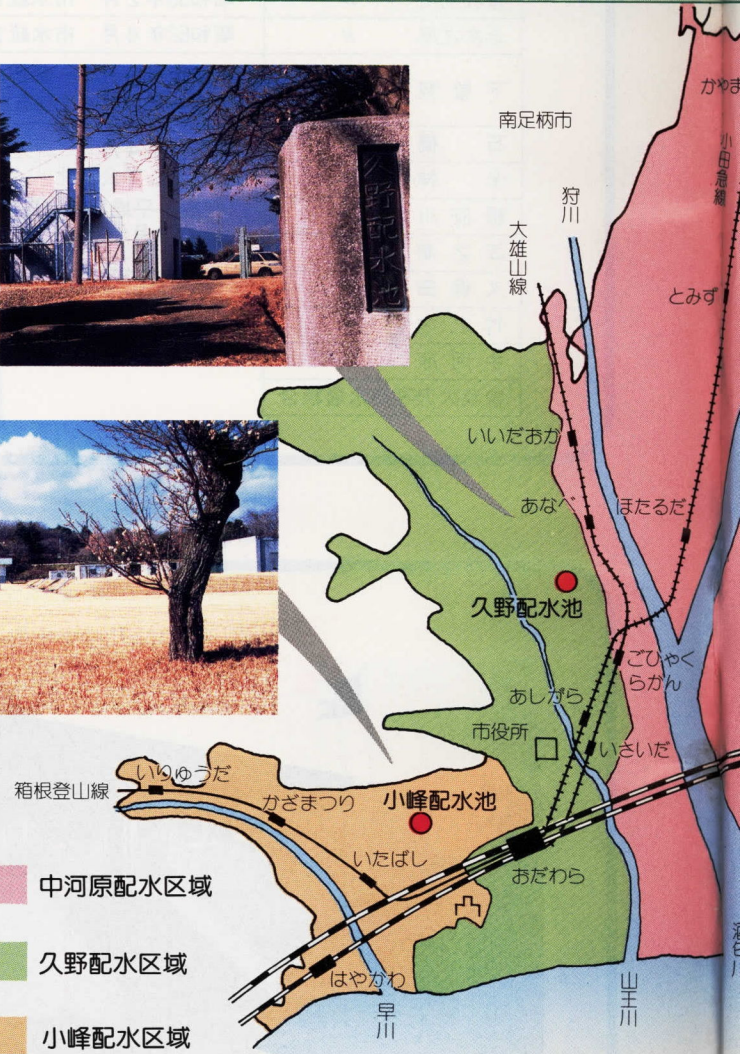 久野配水池
南足柄市
かやま
小田急線
狩川
大雄山線
とみず
いいだおか
あなべ
ほたるだ
久野配水池
ごひゃく
らかん
あしがら
市役所
いさいだ
箱根登山線
いりゅうだ
かざまつり
小峰配水池
いたばし
おだわら
中河原配水区域
久野配水区域
小峰配水区域
はやかわ
早川
山王川